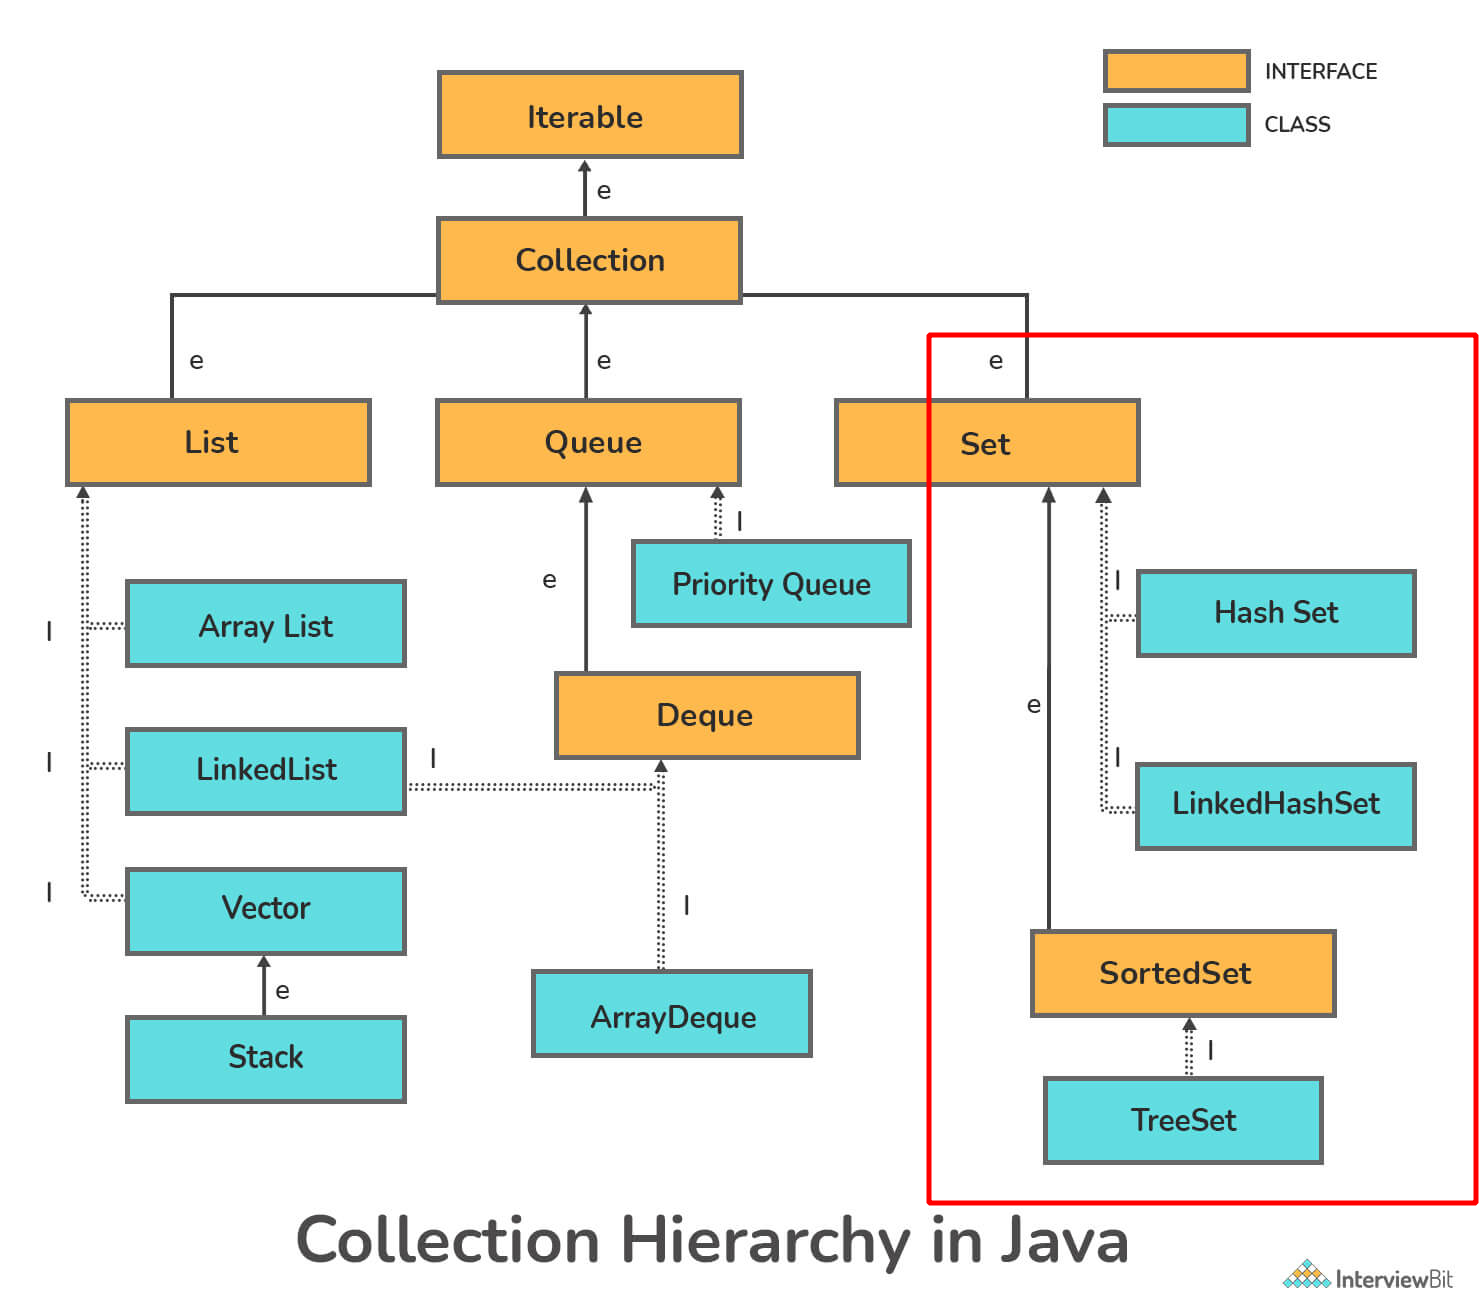 INTERFACE
CLASS
Iterable
e
Collection
e
e
e
List
Queue
Set
I
e
Priority Queue
I
Hash Set
Array List
I
I
e
Deque
LinkedList
I
I
I
LinkedHashSet
Vector
I
I
e
SortedSet
ArrayDeque
I
Stack
TreeSet
Collection Hierarchy in Java
InterviewBit